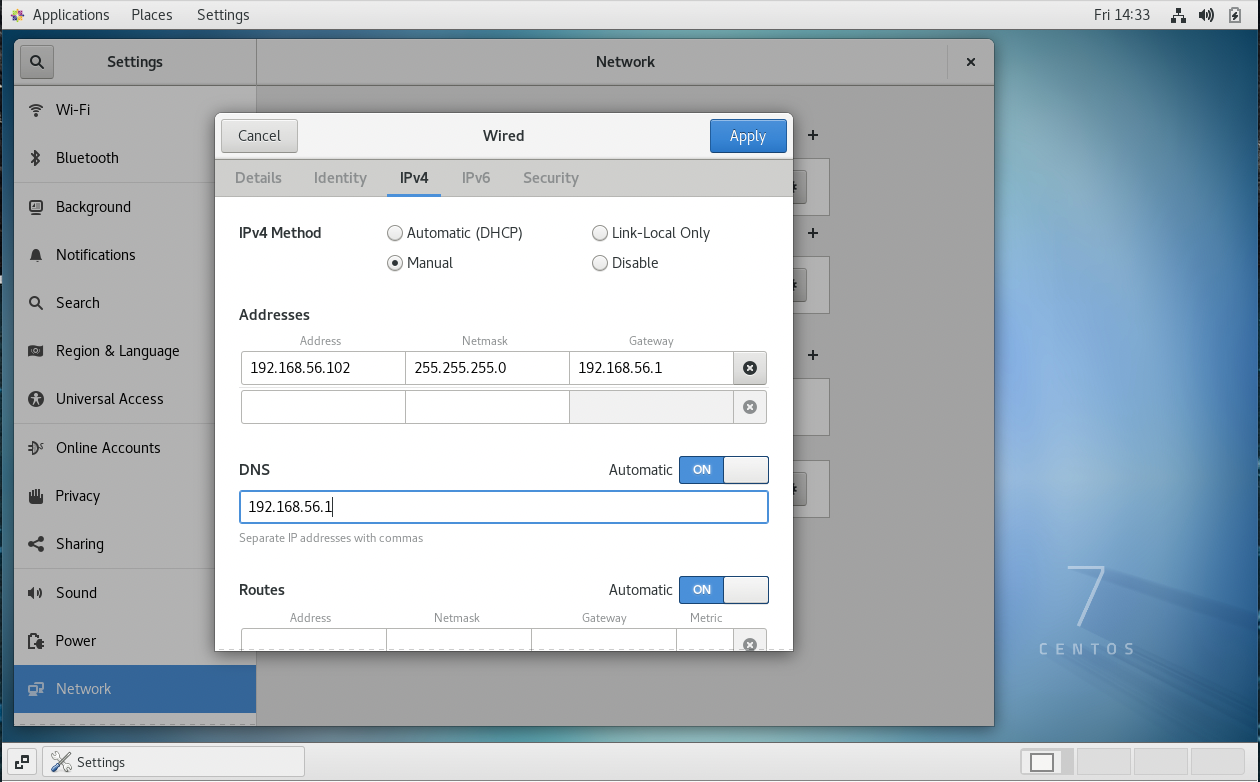 Applications Places Settings Fri 14:33
Settings Network
Wi-Fi
Bluetooth
Background
Notifications
Search
Region & Language
Universal Access
Online Accounts
Privacy
Sharing
Sound
Power
Network
Cancel Wired Apply
Details Identity IPv4 IPv6 Security
IPv4 Method Automatic (DHCP) Link-Local Only
Manual Disable
Addresses
Address Netmask Gateway
192.168.56.102 255.255.255.0 192.168.56.1
DNS Automatic ON
192.168.56.1
Separate IP addresses with commas
Routes Automatic ON
Address Netmask Gateway Metric
7
CENTOS
Settings